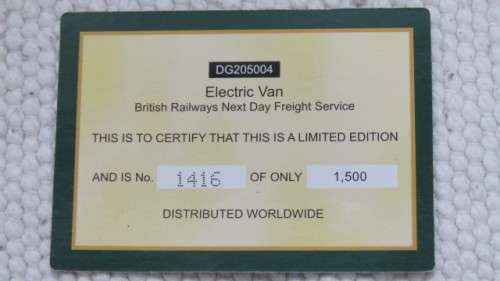 DG205004
Electric Van
British Railways Next Day Freight Service
THIS IS TO CERTIFY THAT THIS IS A LIMITED EDITION
AND IS No. 1416 OF ONLY 1,500
DISTRIBUTED WORLDWIDE